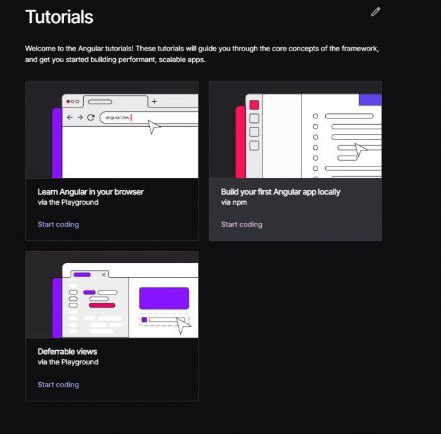 Tutorials
Welcome to the Angular tutorials! These tutorials will guide you through the core concepts of the framework,
and get you started building performant, scalable apps.
angular.dev
Learn Angular in your browser
via the Playground
Start coding
Build your first Angular app locally
via npm
Start coding
Deferrable views
via the Playground
Start coding